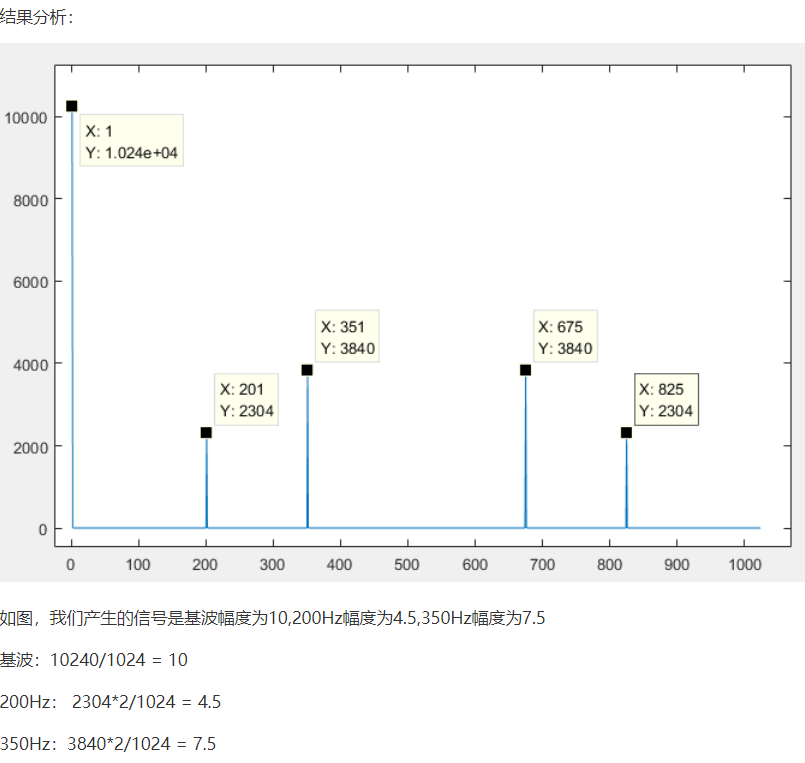 结果分析：
10000
8000
6000
4000
2000
0
X: 1
Y: 1.024e+04
X: 201
Y: 2304
X: 351
Y: 3840
X: 675
Y: 3840
X: 825
Y: 2304
0 100 200 300 400 500 600 700 800 900 1000
如图，我们产生的信号是基波幅度为10,200Hz幅度为4.5,350Hz幅度为7.5
基波：10240/1024 = 10
200Hz： 2304*2/1024 = 4.5
350Hz：3840*2/1024 = 7.5